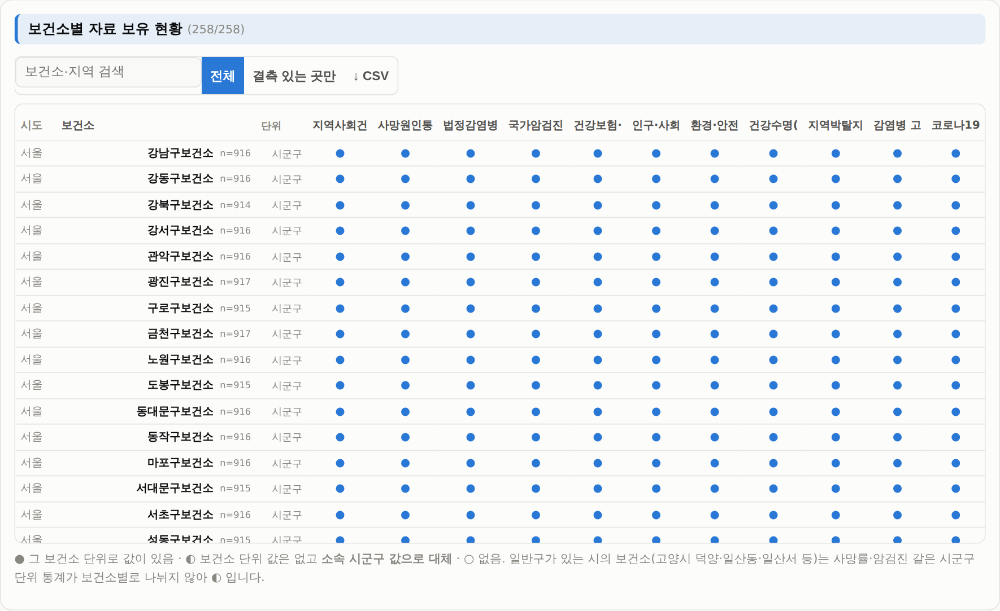 보건소별 자료 보유 현황 (258/258)
보건소·지역 검색 전체 결측 있는 곳만 ↓ CSV
시도 보건소 단위 지역사회건 사망원인통 법정감염병 국가암검진 건강보험· 인구·사회 환경·안전 건강수명( 지역박탈지 감염병 고 코로나19
서울 강남구보건소 n=916 시군구 ● ● ● ● ● ● ● ● ● ● ●
서울 강동구보건소 n=916 시군구 ● ● ● ● ● ● ● ● ● ● ●
서울 강북구보건소 n=914 시군구 ● ● ● ● ● ● ● ● ● ● ●
서울 강서구보건소 n=916 시군구 ● ● ● ● ● ● ● ● ● ● ●
서울 관악구보건소 n=916 시군구 ● ● ● ● ● ● ● ● ● ● ●
서울 광진구보건소 n=917 시군구 ● ● ● ● ● ● ● ● ● ● ●
서울 구로구보건소 n=915 시군구 ● ● ● ● ● ● ● ● ● ● ●
서울 금천구보건소 n=917 시군구 ● ● ● ● ● ● ● ● ● ● ●
서울 노원구보건소 n=916 시군구 ● ● ● ● ● ● ● ● ● ● ●
서울 도봉구보건소 n=915 시군구 ● ● ● ● ● ● ● ● ● ● ●
서울 동대문구보건소 n=916 시군구 ● ● ● ● ● ● ● ● ● ● ●
서울 동작구보건소 n=916 시군구 ● ● ● ● ● ● ● ● ● ● ●
서울 마포구보건소 n=916 시군구 ● ● ● ● ● ● ● ● ● ● ●
서울 서대문구보건소 n=915 시군구 ● ● ● ● ● ● ● ● ● ● ●
서울 서초구보건소 n=916 시군구 ● ● ● ● ● ● ● ● ● ● ●
서울 성동구보건소 n=915 시군구 ● ● ● ● ● ● ● ● ● ● ●
● 그 보건소 단위로 값이 있음 · ◐ 보건소 단위 값은 없고 소속 시군구 값으로 대체 · ○ 없음. 일반구가 있는 시의 보건소(고양시 덕양·일산동·일산서 등)는 사망률·암검진 같은 시군구
단위 통계가 보건소별로 나뉘지 않아 ◐ 입니다.